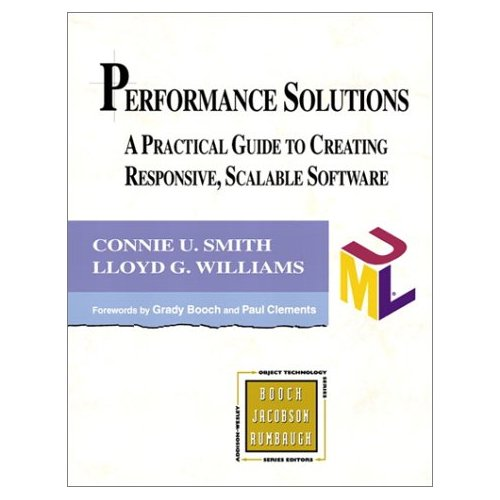 PERFORMANCE SOLUTIONS
A PRACTICAL GUIDE TO CREATING
RESPONSIVE, SCALABLE SOFTWARE
CONNIE U. SMITH
LLOYD G. WILLIAMS
Forewords by Grady Booch and Paul Clements
UML
ADDISON-WESLEY
OBJECT TECHNOLOGY
SERIES
BOOCH
JACOBSON
RUMBAUGH
SERIES EDITORS